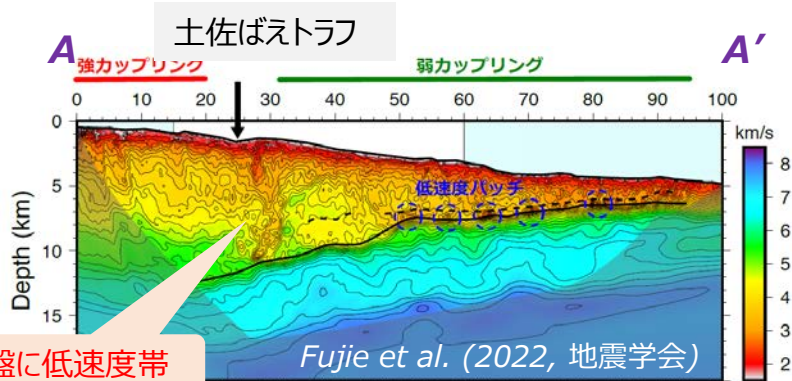 土佐ばえトラフ
A
A′
強カップリング
弱カップリング
0 10 20 30 40 50 60 70 80 90 100
km/s
0
5
10
15
Depth (km)
低速度パッチ
8
7
6
5
4
3
2
盤に低速度帯
Fujie et al. (2022, 地震学会)